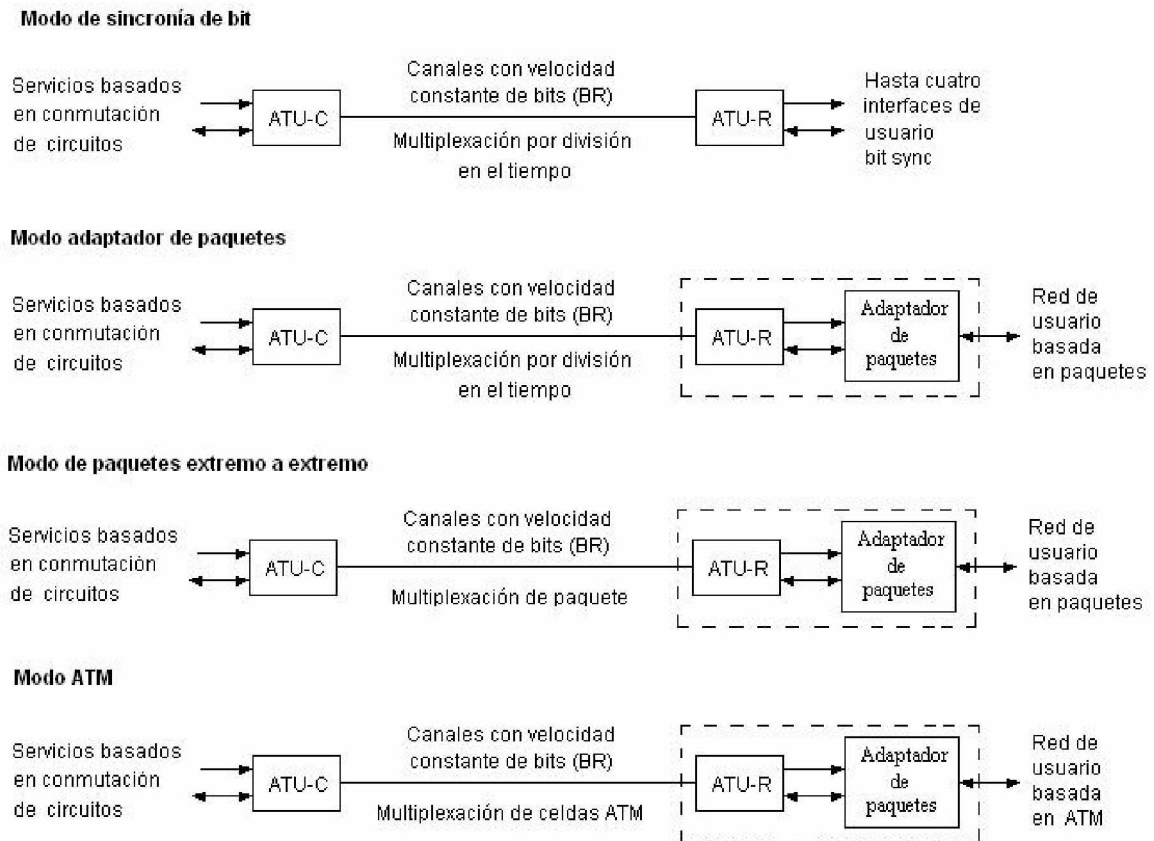 Modo de sincronía de bit
Servicios basados
en conmutación
de circuitos
ATU-C
Canales con velocidad
constante de bits (BR)
Multiplexación por división
en el tiempo
ATU-R
Hasta cuatro
interfaces de
usuario
bit sync
Modo adaptador de paquetes
Servicios basados
en conmutación
de circuitos
ATU-C
Canales con velocidad
constante de bits (BR)
Multiplexación por división
en el tiempo
ATU-R
Adaptador
de
paquetes
Red de
usuario
basada
en paquetes
Modo de paquetes extremo a extremo
Servicios basados
en conmutación
de circuitos
ATU-C
Canales con velocidad
constante de bits (BR)
Multiplexación de paquete
ATU-R
Adaptador
de
paquetes
Red de
usuario
basada
en paquetes
Modo ATM
Servicios basados
en conmutación
de circuitos
ATU-C
Canales con velocidad
constante de bits (BR)
Multiplexación de celdas ATM
ATU-R
Adaptador
de
paquetes
Red de
usuario
basada
en ATM